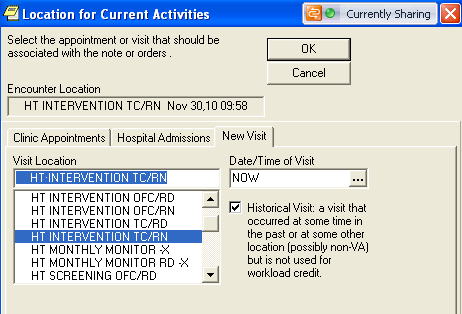 Location for Current Activities
Currently Sharing
Select the appointment or visit that should be
associated with the note or orders .
OK
Cancel
Encounter Location
HT INTERVENTION TC/RN Nov 30,10 09:58
Clinic Appointments
Hospital Admissions
New Visit
Visit Location
HT-INTERVENTION TC/RN
HT INTERVENTION OFC/RD
HT INTERVENTION OFC/RN
HT INTERVENTION TC/RD
HT INTERVENTION TC/RN
HT MONTHLY MONITOR -X
HT MONTHLY MONITOR RD -X
HT SCREENING OFC/RD
Date/Time of Visit
NOW
...
Historical Visit: a visit that
occurred at some time in
the past or at some other
location (possibly non-VA)
but is not used for
workload credit.